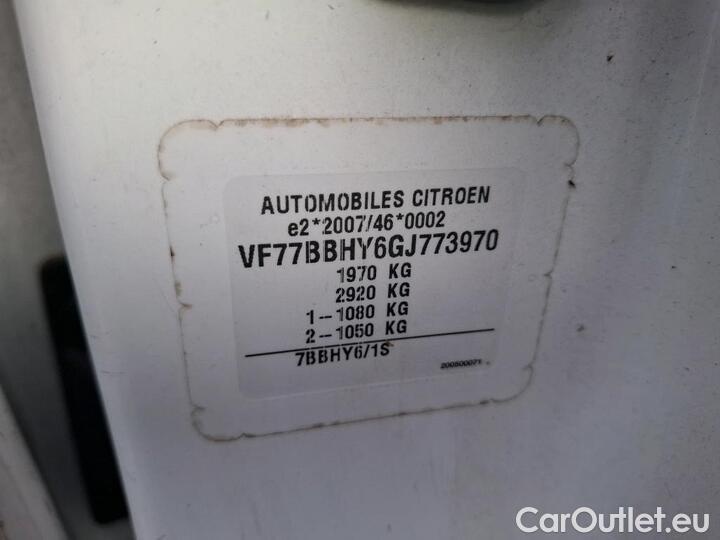 AUTOMOBILES CITROEN
e2*2007/46*0002
VF77BBHY6GJ773970
1970 KG
2920 KG
1--1080 KG
2--1050 KG
7BBHY6/1S
200500071
CarOutlet.eu